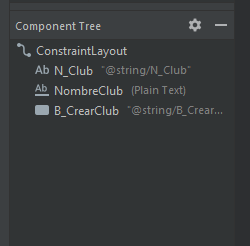 Component Tree
ConstraintLayout
Ab N_Club "@string/N_Club"
Ab NombreClub (Plain Text)
B_CrearClub "@string/B_Crear...